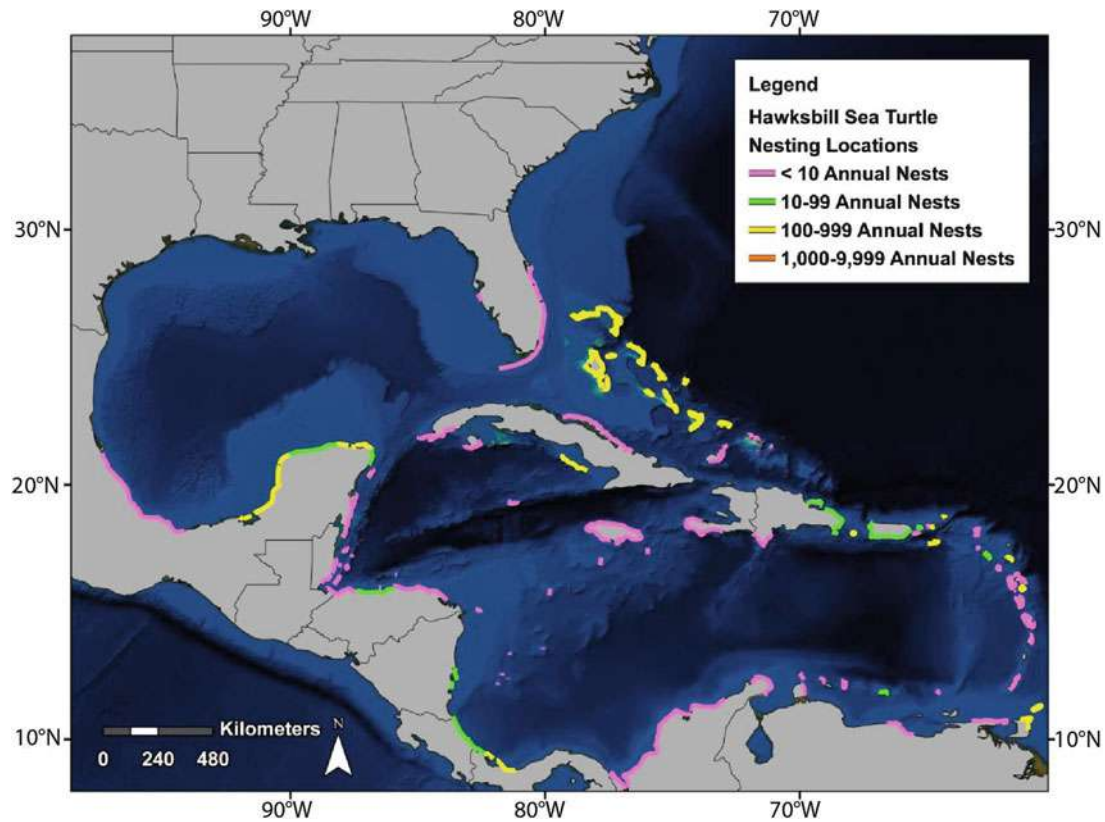 90°W 80°W 70°W
Legend
Hawksbill Sea Turtle
Nesting Locations
< 10 Annual Nests
10-99 Annual Nests
100-999 Annual Nests
1,000-9,999 Annual Nests
30°N 30°N
20°N 20°N
Kilometers N
0 240 480
10°N 10°N
90°W 80°W 70°W